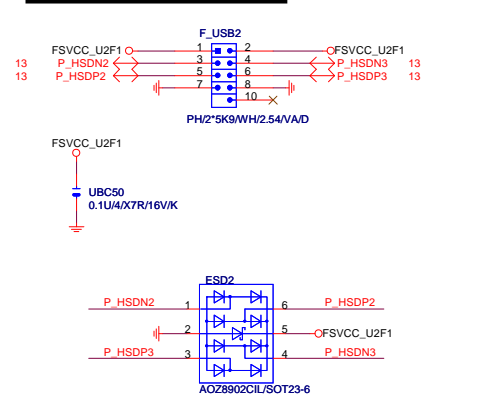 F_USB2
FSVCC_U2F1 1 2 FSVCC_U2F1
13 P_HSDN2 3 4 P_HSDN3 13
13 P_HSDP2 5 6 P_HSDP3 13
7 8
10
PH/2*5K9/WH/2.54/VA/D
FSVCC_U2F1
UBC50
0.1U/4/X7R/16V/K
ESD2
P_HSDN2 1 6 P_HSDP2
2 5 FSVCC_U2F1
P_HSDP3 3 4 P_HSDN3
AOZ8902CIL/SOT23-6